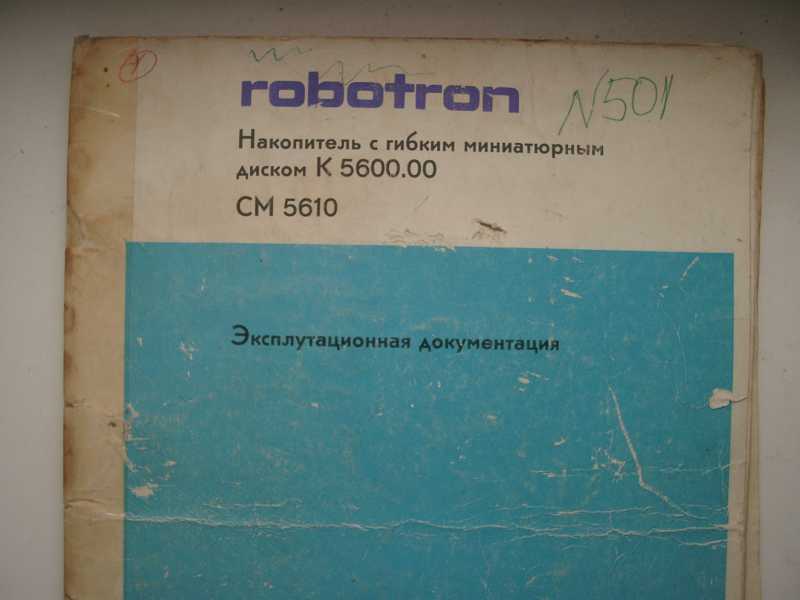 robotron
N501
Накопитель с гибким миниатюрным
диском К 5600.00
СМ 5610
Эксплутационная документация